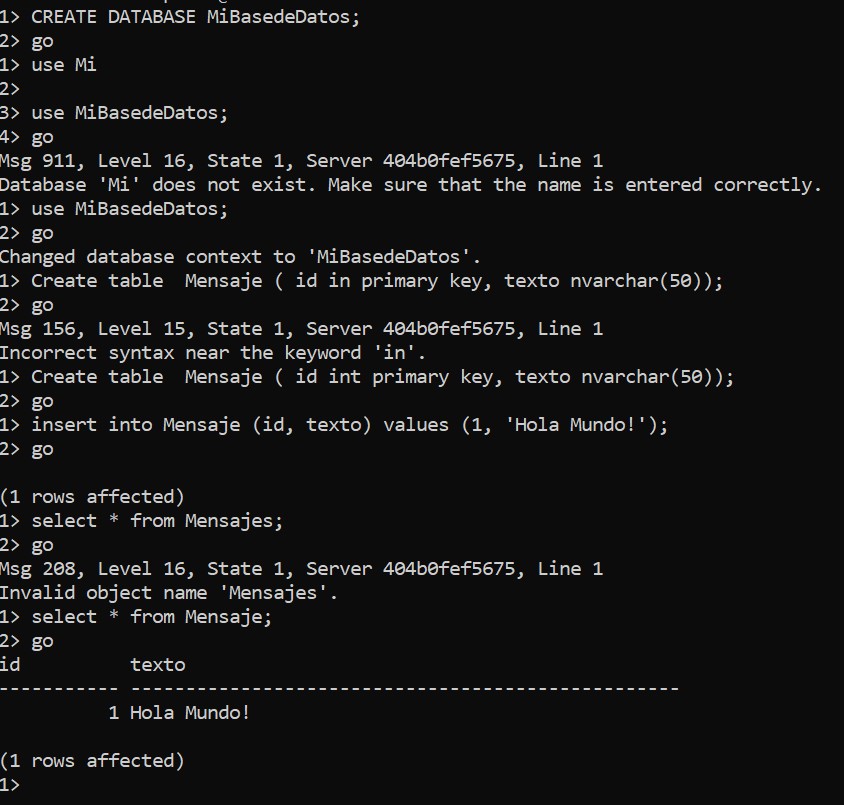 1> CREATE DATABASE MiBasedeDatos;
2> go
1> use Mi
2>
3> use MiBasedeDatos;
4> go
Msg 911, Level 16, State 1, Server 404b0fef5675, Line 1
Database 'Mi' does not exist. Make sure that the name is entered correctly.
1> use MiBasedeDatos;
2> go
Changed database context to 'MiBasedeDatos'.
1> Create table  Mensaje ( id in primary key, texto nvarchar(50));
2> go
Msg 156, Level 15, State 1, Server 404b0fef5675, Line 1
Incorrect syntax near the keyword 'in'.
1> Create table  Mensaje ( id int primary key, texto nvarchar(50));
2> go
1> insert into Mensaje (id, texto) values (1, 'Hola Mundo!');
2> go

(1 rows affected)
1> select * from Mensajes;
2> go
Msg 208, Level 16, State 1, Server 404b0fef5675, Line 1
Invalid object name 'Mensajes'.
1> select * from Mensaje;
2> go
id          texto
----------- --------------------------------------------------
          1 Hola Mundo!

(1 rows affected)
1>